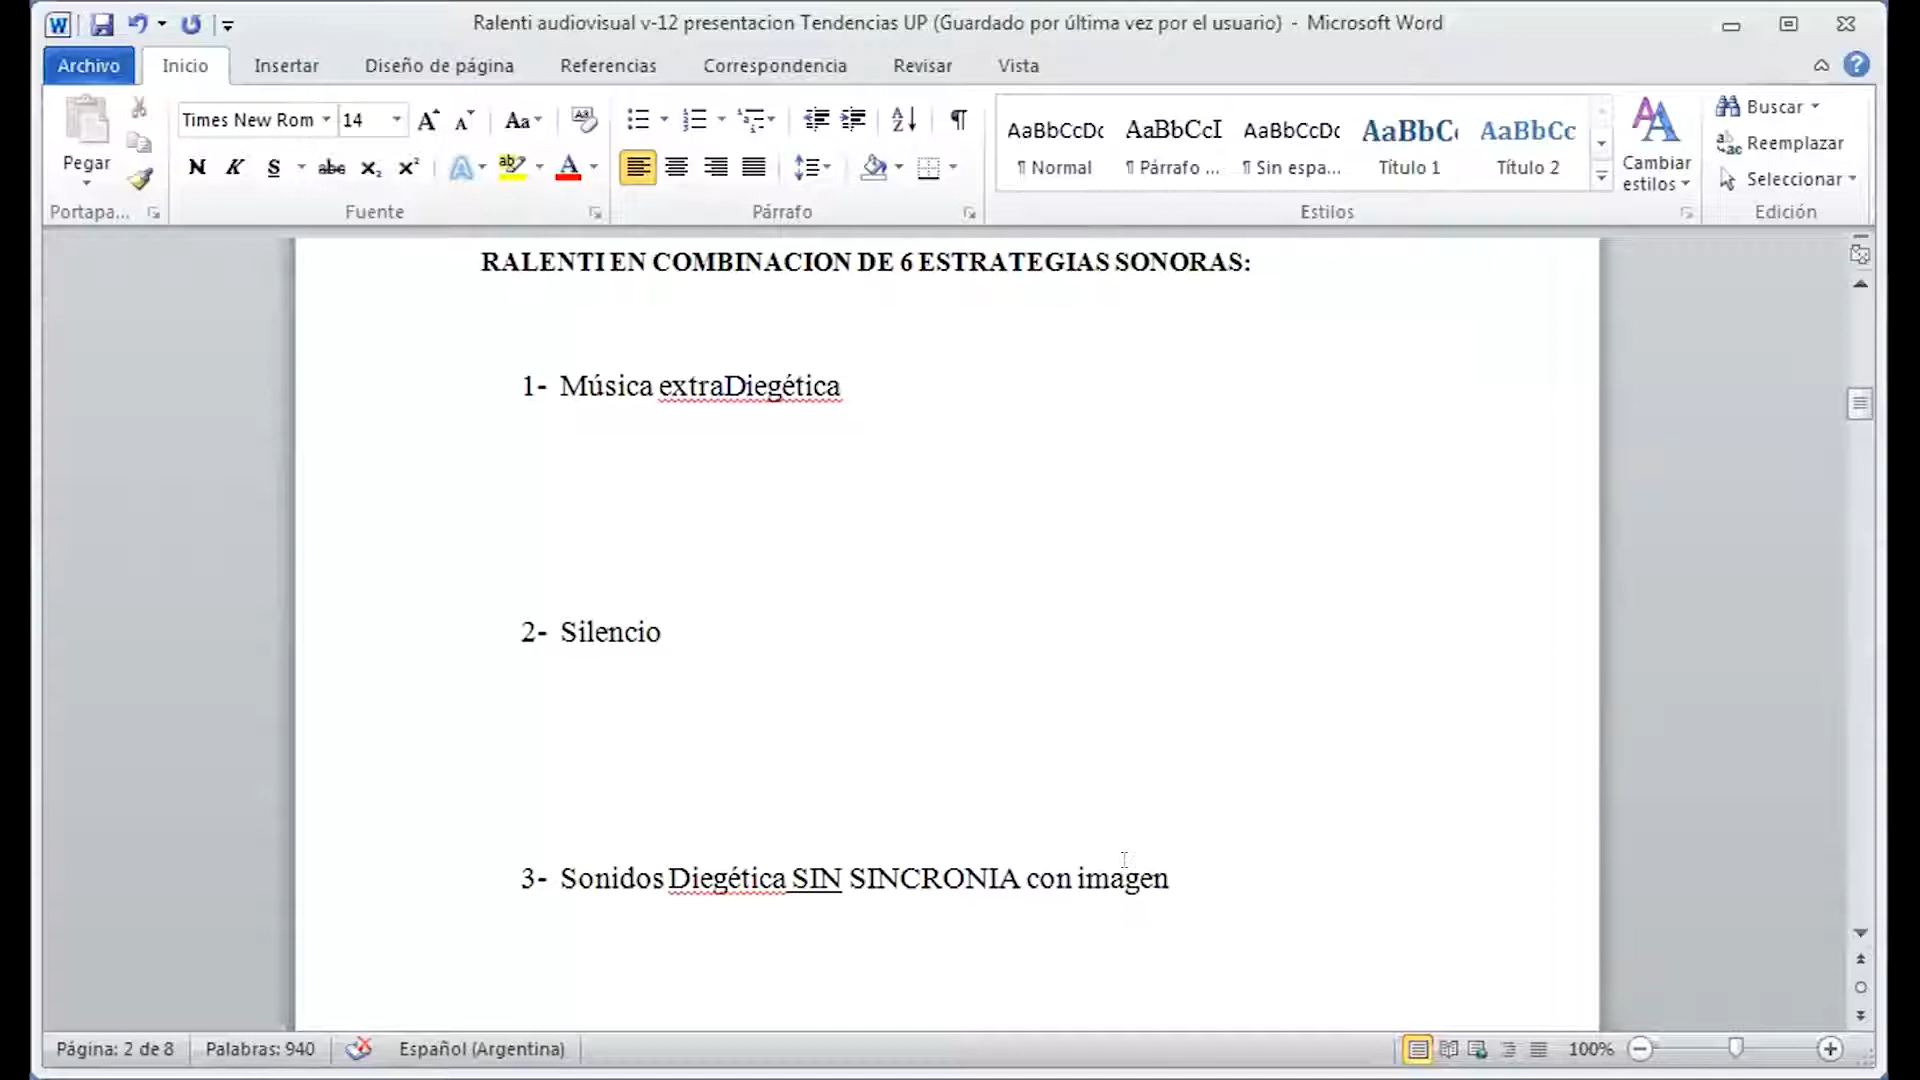 Ralenti audiovisual v-12 presentacion Tendencias UP (Guardado por última vez por el usuario) - Microsoft Word
Archivo Inicio Insertar Diseño de página Referencias Correspondencia Revisar Vista
Times New Rom 14 Aa AaBbCcDc AaBbCcI AaBbCcDc AaBbC AaBbCc Buscar
Pegar N K S abc x₂ x² ¶ Normal ¶ Párrafo ... ¶ Sin espa... Título 1 Título 2 Cambiar estilos Reemplazar
Seleccionar
Portapa... Fuente Párrafo Estilos Edición
RALENTI EN COMBINACION DE 6 ESTRATEGIAS SONORAS:
1- Música extraDiegética
2- Silencio
3- Sonidos Diegética SIN SINCRONIA con imagen
Página: 2 de 8 Palabras: 940 Español (Argentina) 100%